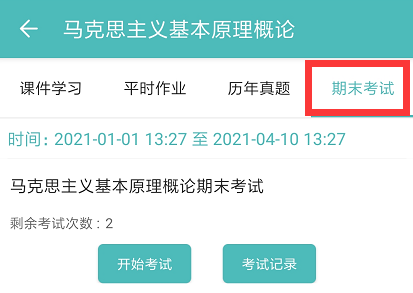 马克思主义基本原理概论
课件学习 平时作业 历年真题 期末考试
时间：2021-01-01 13:27 至 2021-04-10 13:27
马克思主义基本原理概论期末考试
剩余考试次数：2
开始考试 考试记录